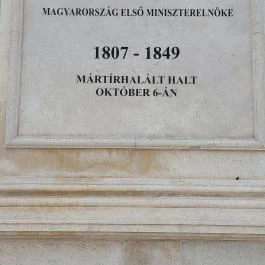 MAGYARORSZÁG ELSŐ MINISZTERELNÖKE
1807 - 1849
MÁRTÍRHALÁLT HALT
OKTÓBER 6-ÁN